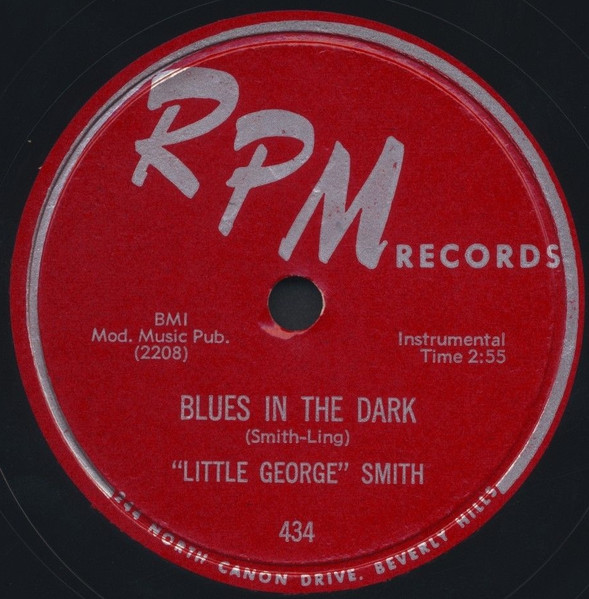 RPM
RECORDS
BMI
Mod. Music Pub.
(2208)
Instrumental
Time 2:55
BLUES IN THE DARK
(Smith-Ling)
"LITTLE GEORGE" SMITH
434
NORTH CANON DRIVE. BEVERLY HILLS